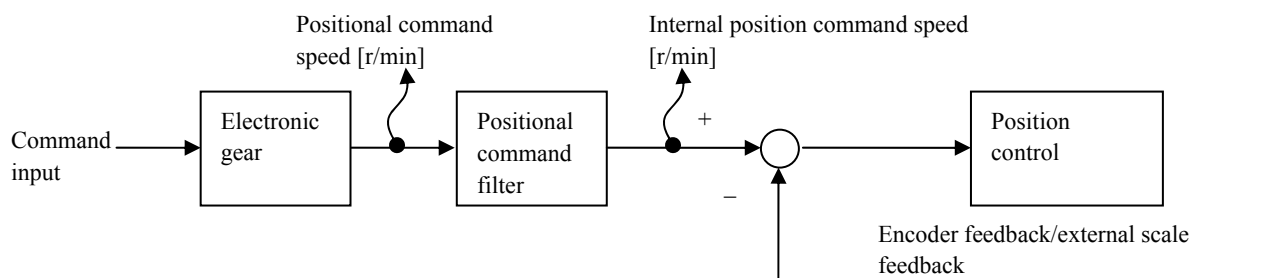 Positional command
speed [r/min]
Internal position command speed
[r/min]
Command
input
Electronic
gear
Positional
command
filter
+
−
Position
control
Encoder feedback/external scale
feedback